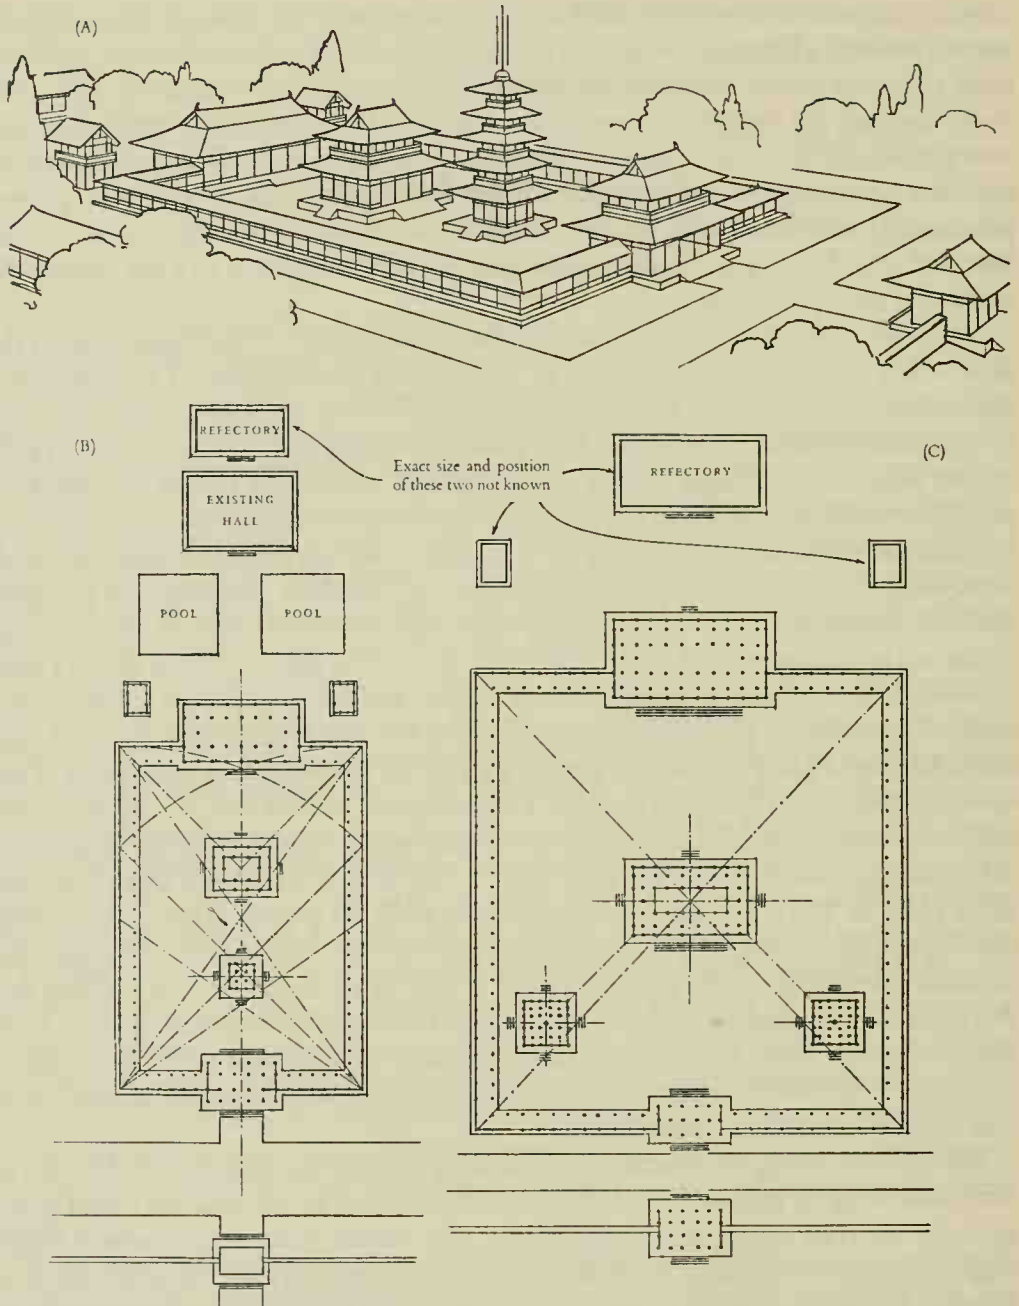 (A)
(B)
REFECTORY
EXISTING
HALL
Exact size and position
of these two not known
REFECTORY
(C)
POOL
POOL